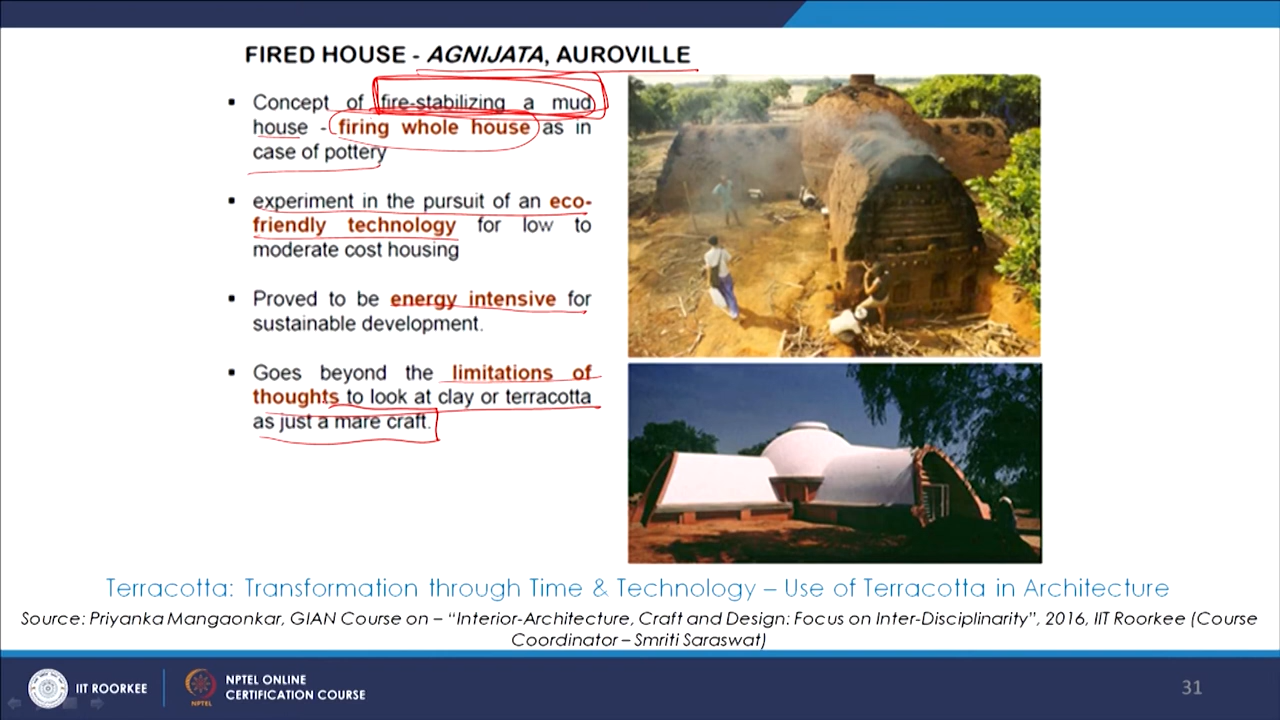 FIRED HOUSE - AGNIJATA, AUROVILLE
▪ Concept of fire-stabilizing a mud
house - firing whole house as in
case of pottery
▪ experiment in the pursuit of an eco-
friendly technology for low to
moderate cost housing
▪ Proved to be energy intensive for
sustainable development.
▪ Goes beyond the limitations of
thoughts to look at clay or terracotta
as just a mare craft.
Terracotta: Transformation through Time & Technology – Use of Terracotta in Architecture
Source: Priyanka Mangaonkar, GIAN Course on – "Interior-Architecture, Craft and Design: Focus on Inter-Disciplinarity", 2016, IIT Roorkee (Course
Coordinator – Smriti Saraswat)
IIT ROORKEE
NPTEL
NPTEL ONLINE
CERTIFICATION COURSE
31